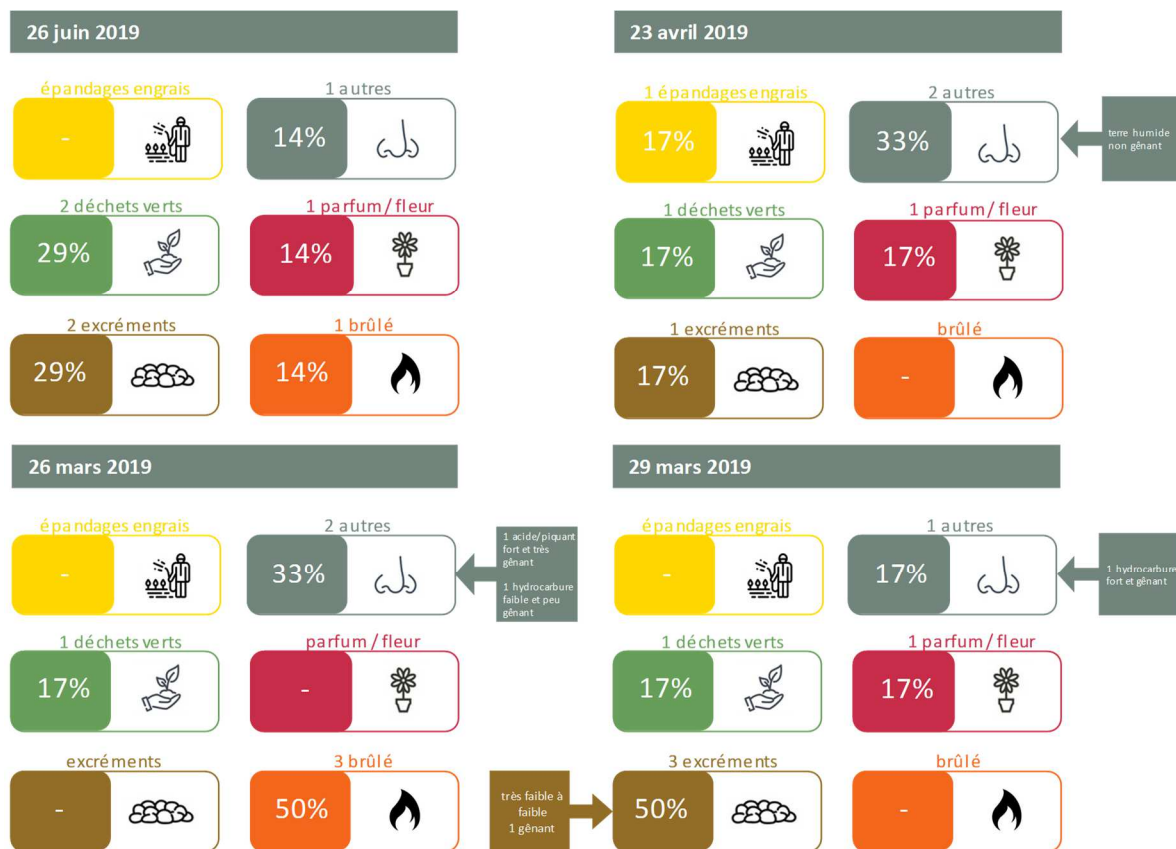 26 juin 2019
épandages engrais
-
1 autres
14%
2 déchets verts
29%
1 parfum / fleur
14%
2 excréments
29%
1 brûlé
14%
23 avril 2019
1 épandages engrais
17%
2 autres
33%
terre humide
non gênant
1 déchets verts
17%
1 parfum / fleur
17%
1 excréments
17%
brûlé
-
26 mars 2019
épandages engrais
-
2 autres
33%
1 acide/piquant
fort et très
gênant
1 hydrocarbure
faible et peu
gênant
1 déchets verts
17%
parfum / fleur
-
excréments
-
3 brûlé
50%
29 mars 2019
épandages engrais
-
1 autres
17%
1 hydrocarbure
fort et gênant
1 déchets verts
17%
1 parfum / fleur
17%
très faible à
faible
1 gênant
3 excréments
50%
brûlé
-